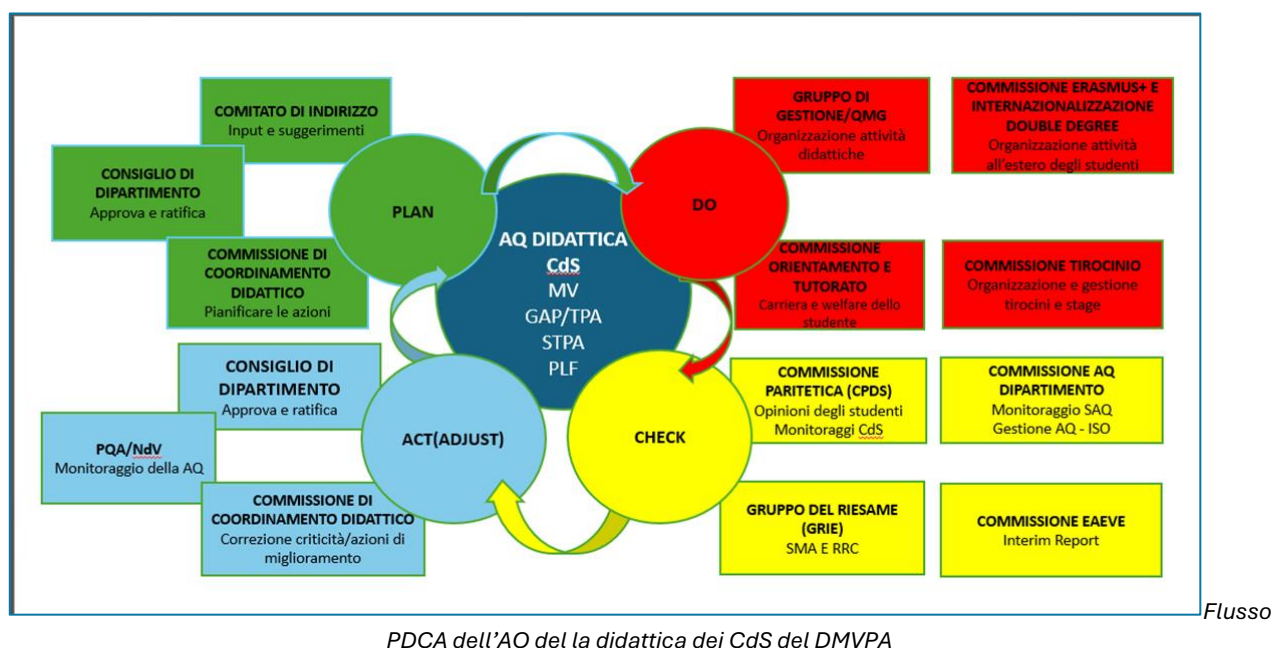 COMITATO DI INDIRIZZO
Input e suggerimenti
CONSIGLIO DI
DIPARTIMENTO
Approva e ratifica
COMMISSIONE DI
COORDINAMENTO
DIDATTICO
Pianificare le azioni
PLAN
AQ DIDATTICA
CdS
MV
GAP/TPA
STPA
PLF
DO
GRUPPO DI
GESTIONE/QMG
Organizzazione attività
didattiche
COMMISSIONE ERASMUS+ E
INTERNAZIONALIZZAZIONE
DOUBLE DEGREE
Organizzazione attività
all'estero degli studenti
COMMISSIONE
ORIENTAMENTO E
TUTORATO
Carriera e welfare dello
studente
COMMISSIONE TIROCINIO
Organizzazione e gestione
tirocini e stage
CONSIGLIO DI
DIPARTIMENTO
Approva e ratifica
PQA/NdV
Monitoraggio della AQ
COMMISSIONE DI
COORDINAMENTO DIDATTICO
Correzione criticità/azioni di
miglioramento
ACT(ADJUST)
CHECK
COMMISSIONE
PARITETICA (CPDS)
Opinioni degli studenti
Monitoraggi CdS
COMMISSIONE AQ
DIPARTIMENTO
Monitoraggio SAQ
Gestione AQ - ISO
GRUPPO DEL RIESAME
(GRIE)
SMA E RRC
COMMISSIONE EAEVE
Interim Report
Flusso
PDCA dell'AQ del la didattica dei CdS del DMVPA